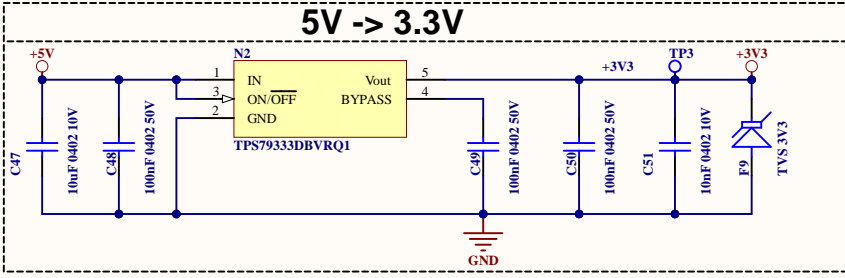 5V -> 3.3V
+5V
N2
TP3
+3V3
1
IN
Vout
5
+3V3
3
ON/OFF
BYPASS
4
2
GND
TPS79333DBVRQ1
C47
10uF 0402 10V
C48
100nF 0402 50V
C49
100nF 0402 50V
C50
100nF 0402 50V
C51
10nF 0402 10V
F9
TVS 3V3
GND